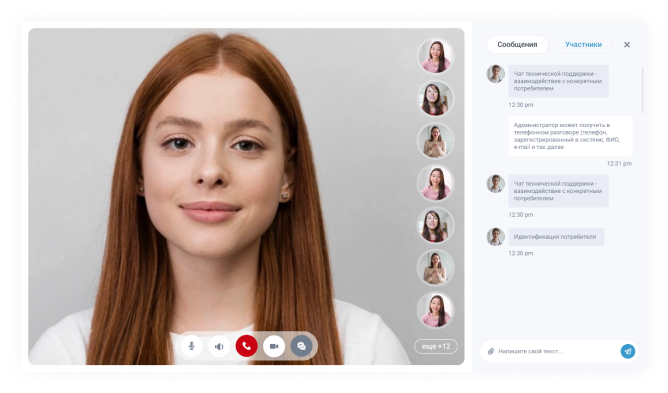 Сообщения
Участники
Чат технической поддержки -
взаимодействие с конкретным
потребителем
12:30 pm
Администратор может получить в
телефонном разговоре (телефон,
зарегистрированный в системе, ФИО,
e-mail и так далее
12:31 pm
Чат технической поддержки -
взаимодействие с конкретным
потребителем
12:30 pm
Идентификация потребителя
12:30 pm
еще +12
Напишите свой текст ..